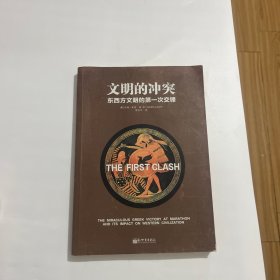 文明的冲突
东西方文明的第一次交锋
THE FIRST CLASH
THE MIRACULOUS GREEK VICTORY AT MARATHON
AND ITS IMPACT ON WESTERN CIVILIZATION